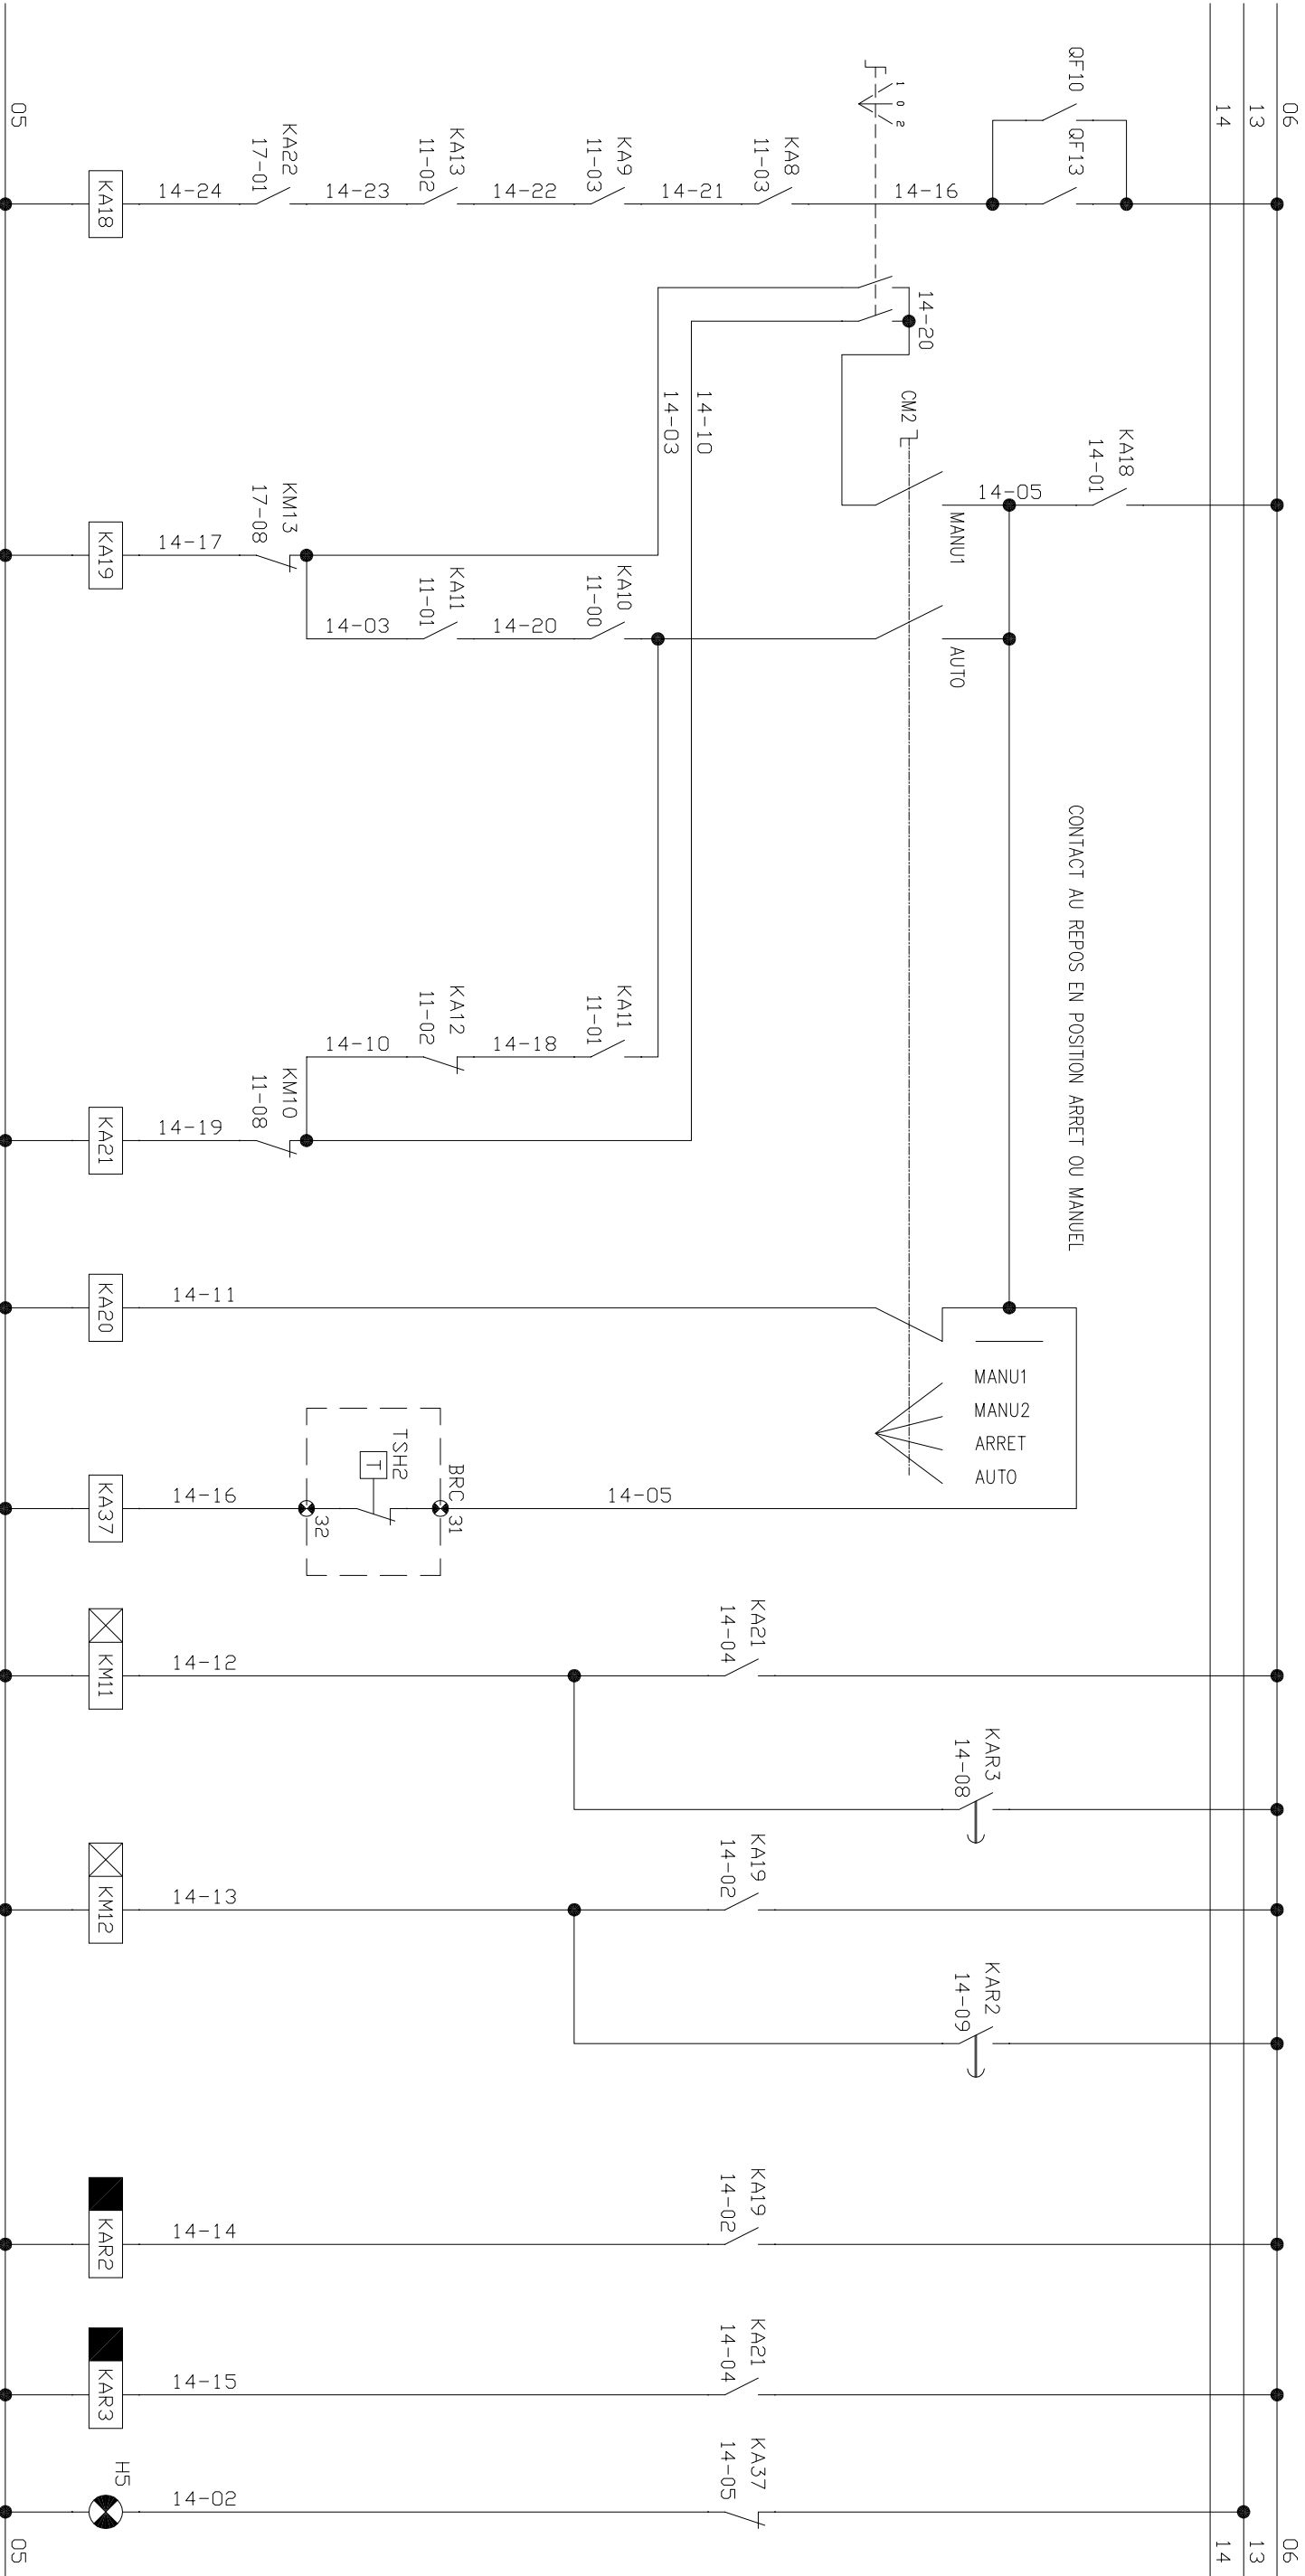 06
13
14
05
QF10
QF13
1 0 2
14-16
KA8
11-03
14-21
KA9
11-03
14-22
KA13
11-02
14-23
KA22
17-01
14-24
KA18
14-20
14-10
14-03
CM2
KA18
14-01
14-05
MANU1
AUTO
KM13
17-08
14-17
KA19
KA10
11-00
14-20
KA11
11-01
14-03
CONTACT AU REPOS EN POSITION ARRET OU MANUEL
KA11
11-01
14-18
KA12
11-02
14-10
KM10
11-08
14-19
KA21
14-11
KA20
MANU1
MANU2
ARRET
AUTO
14-05
BRC
31
TSH2
T
32
14-16
KA37
KA21
14-04
14-12
KM11
KAR3
14-08
KA19
14-02
14-13
KM12
KAR2
14-09
KA19
14-02
14-14
KAR2
KA21
14-04
14-15
KAR3
KA37
14-05
14-02
H5
06
13
14
05